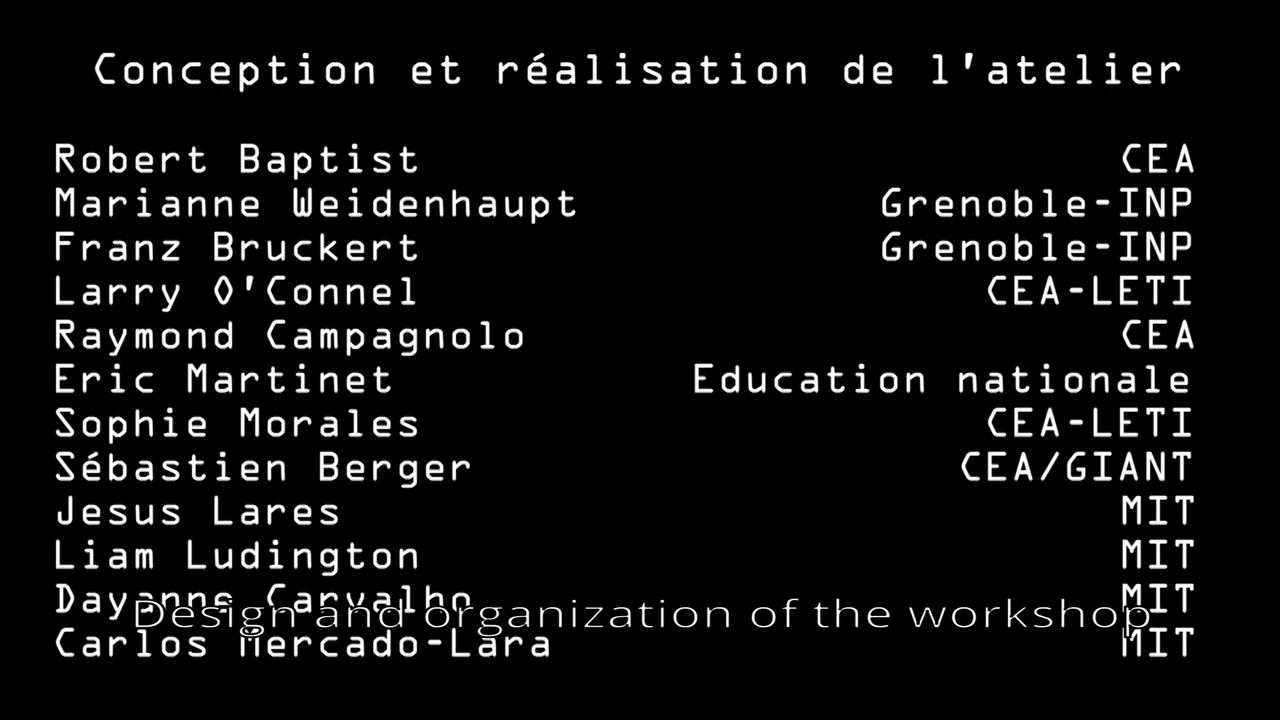 Conception et réalisation de l'atelier
Robert Baptist CEA
Marianne Weidenhaupt Grenoble-INP
Franz Bruckert Grenoble-INP
Larry O'Connel CEA-LETI
Raymond Campagnolo CEA
Eric Martinet Education nationale
Sophie Morales CEA-LETI
Sébastien Berger CEA/GIANT
Jesus Lares MIT
Liam Ludington MIT
Dayanne Carvalho MIT
Design and organization of the workshop
Carlos Mercado-Lara MIT